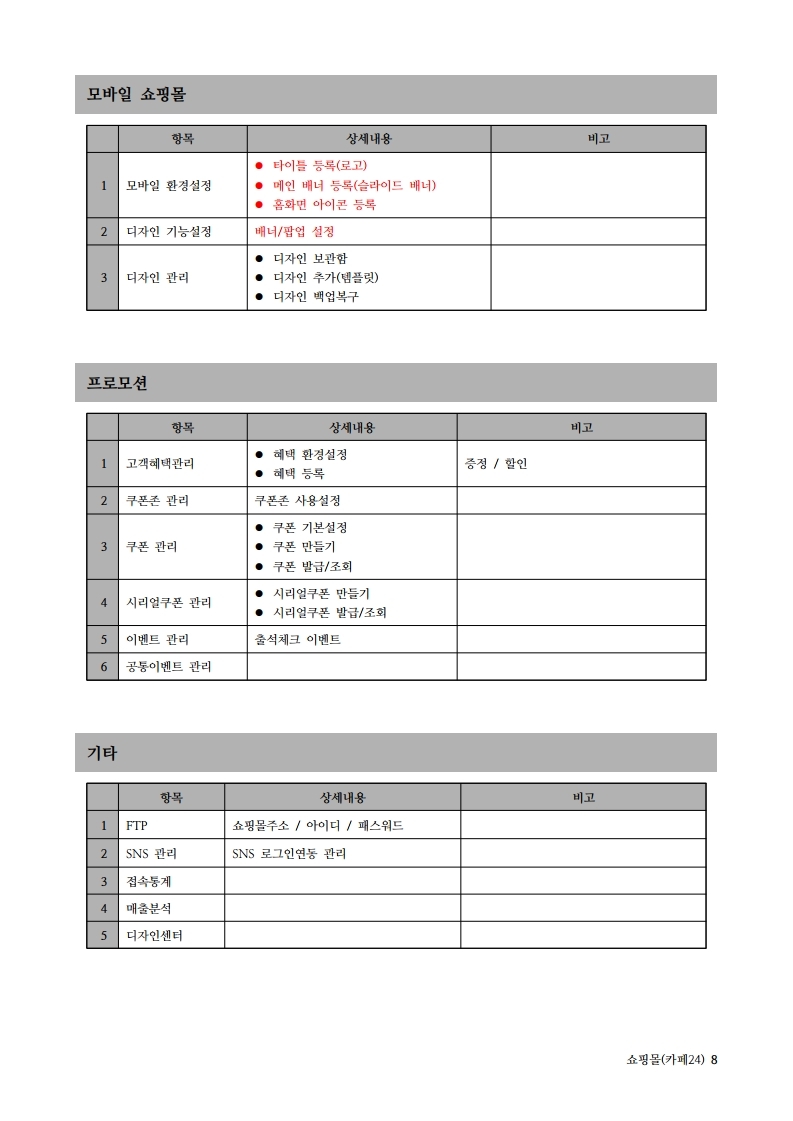 모바일 쇼핑몰
항목 상세내용 비고
1 모바일 환경설정
● 타이틀 등록(로고)
● 메인 배너 등록(슬라이드 배너)
● 홈화면 아이콘 등록
2 디자인 기능설정 배너/팝업 설정
3 디자인 관리
● 디자인 보관함
● 디자인 추가(템플릿)
● 디자인 백업복구
프로모션
항목 상세내용 비고
1 고객혜택관리
● 혜택 환경설정
● 혜택 등록
증정 / 할인
2 쿠폰존 관리 쿠폰존 사용설정
3 쿠폰 관리
● 쿠폰 기본설정
● 쿠폰 만들기
● 쿠폰 발급/조회
4 시리얼쿠폰 관리
● 시리얼쿠폰 만들기
● 시리얼쿠폰 발급/조회
5 이벤트 관리 출석체크 이벤트
6 공통이벤트 관리
기타
항목 상세내용 비고
1 FTP 쇼핑몰주소 / 아이디 / 패스워드
2 SNS 관리 SNS 로그인연동 관리
3 접속통계
4 매출분석
5 디자인센터
쇼핑몰(카페24) 8